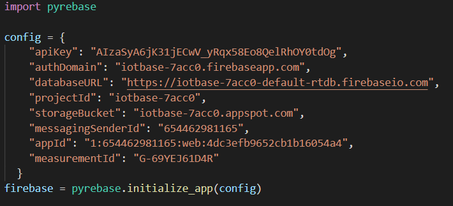 import pyrebase
config = {
"apiKey": "AIzaSyA6jK31jECwV_yRqx58Eo8QelRhOY0tdOg",
"authDomain": "iotbase-7acc0.firebaseapp.com",
"databaseURL": "https://iotbase-7acc0-default-rtdb.firebaseio.com",
"projectId": "iotbase-7acc0",
"storageBucket": "iotbase-7acc0.appspot.com",
"messagingSenderId": "654462981165",
"appId": "1:654462981165:web:4dc3efb9652cb1b16054a4",
"measurementId": "G-69YEJ61D4R"
}
firebase = pyrebase.initialize_app(config)